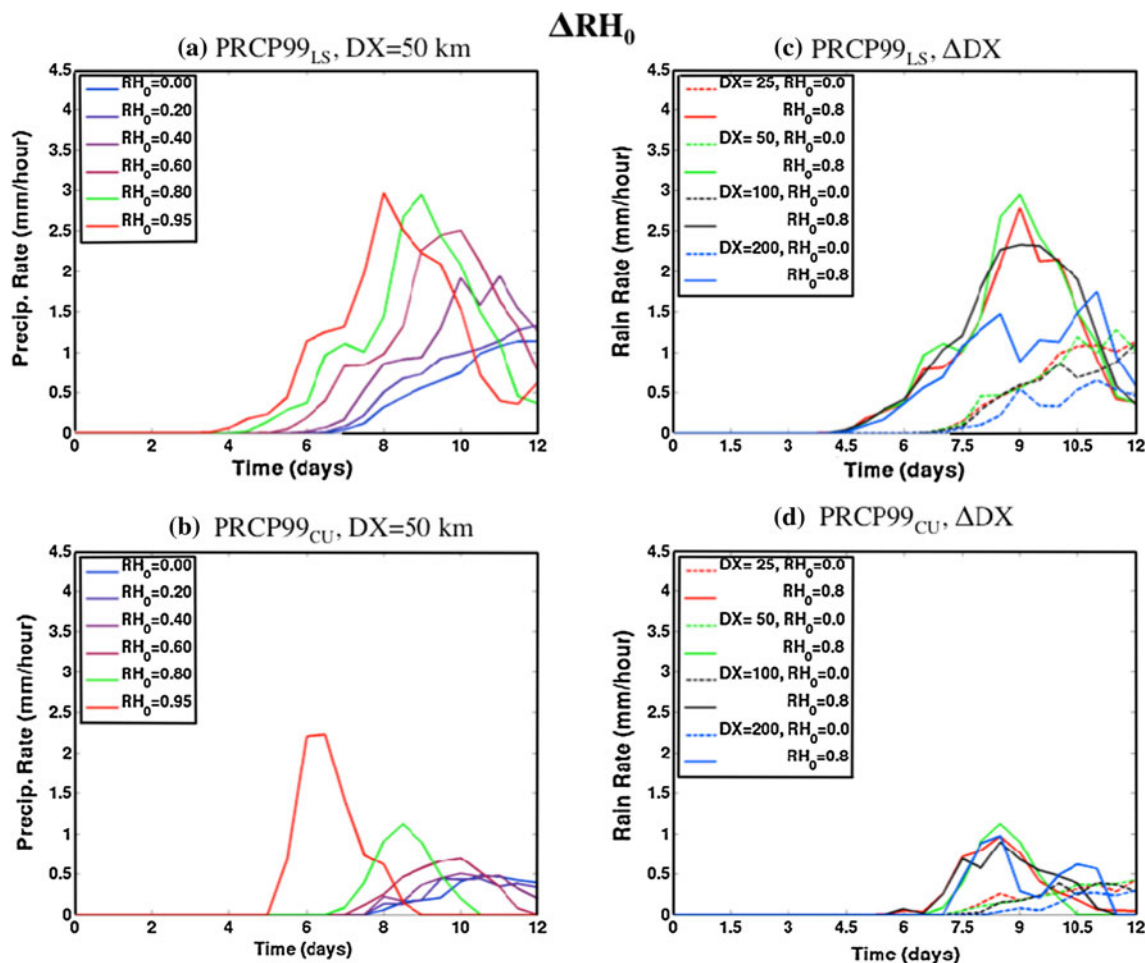 ΔRH₀
(a) PRCP99LS, DX=50 km
4.5
4
3.5
3
2.5
2
1.5
1
0.5
0
Precip. Rate (mm/hour)
RH₀=0.00
RH₀=0.20
RH₀=0.40
RH₀=0.60
RH₀=0.80
RH₀=0.95
0 2 4 6 8 10 12
Time (days)
(c) PRCP99LS, ΔDX
4.5
4
3.5
3
2.5
2
1.5
1
0.5
0
Rain Rate (mm/hour)
DX= 25, RH₀=0.0
RH₀=0.8
DX= 50, RH₀=0.0
RH₀=0.8
DX=100, RH₀=0.0
RH₀=0.8
DX=200, RH₀=0.0
RH₀=0.8
0 1.5 3 4.5 6 7.5 9 10.5 12
Time (days)
(b) PRCP99CU, DX=50 km
4.5
4
3.5
3
2.5
2
1.5
1
0.5
0
Precip. Rate (mm/hour)
RH₀=0.00
RH₀=0.20
RH₀=0.40
RH₀=0.60
RH₀=0.80
RH₀=0.95
0 2 4 6 8 10 12
Time (days)
(d) PRCP99CU, ΔDX
4.5
4
3.5
3
2.5
2
1.5
1
0.5
0
Rain Rate (mm/hour)
DX= 25, RH₀=0.0
RH₀=0.8
DX= 50, RH₀=0.0
RH₀=0.8
DX=100, RH₀=0.0
RH₀=0.8
DX=200, RH₀=0.0
RH₀=0.8
0 1.5 3 4.5 6 7.5 9 10.5 12
Time (days)